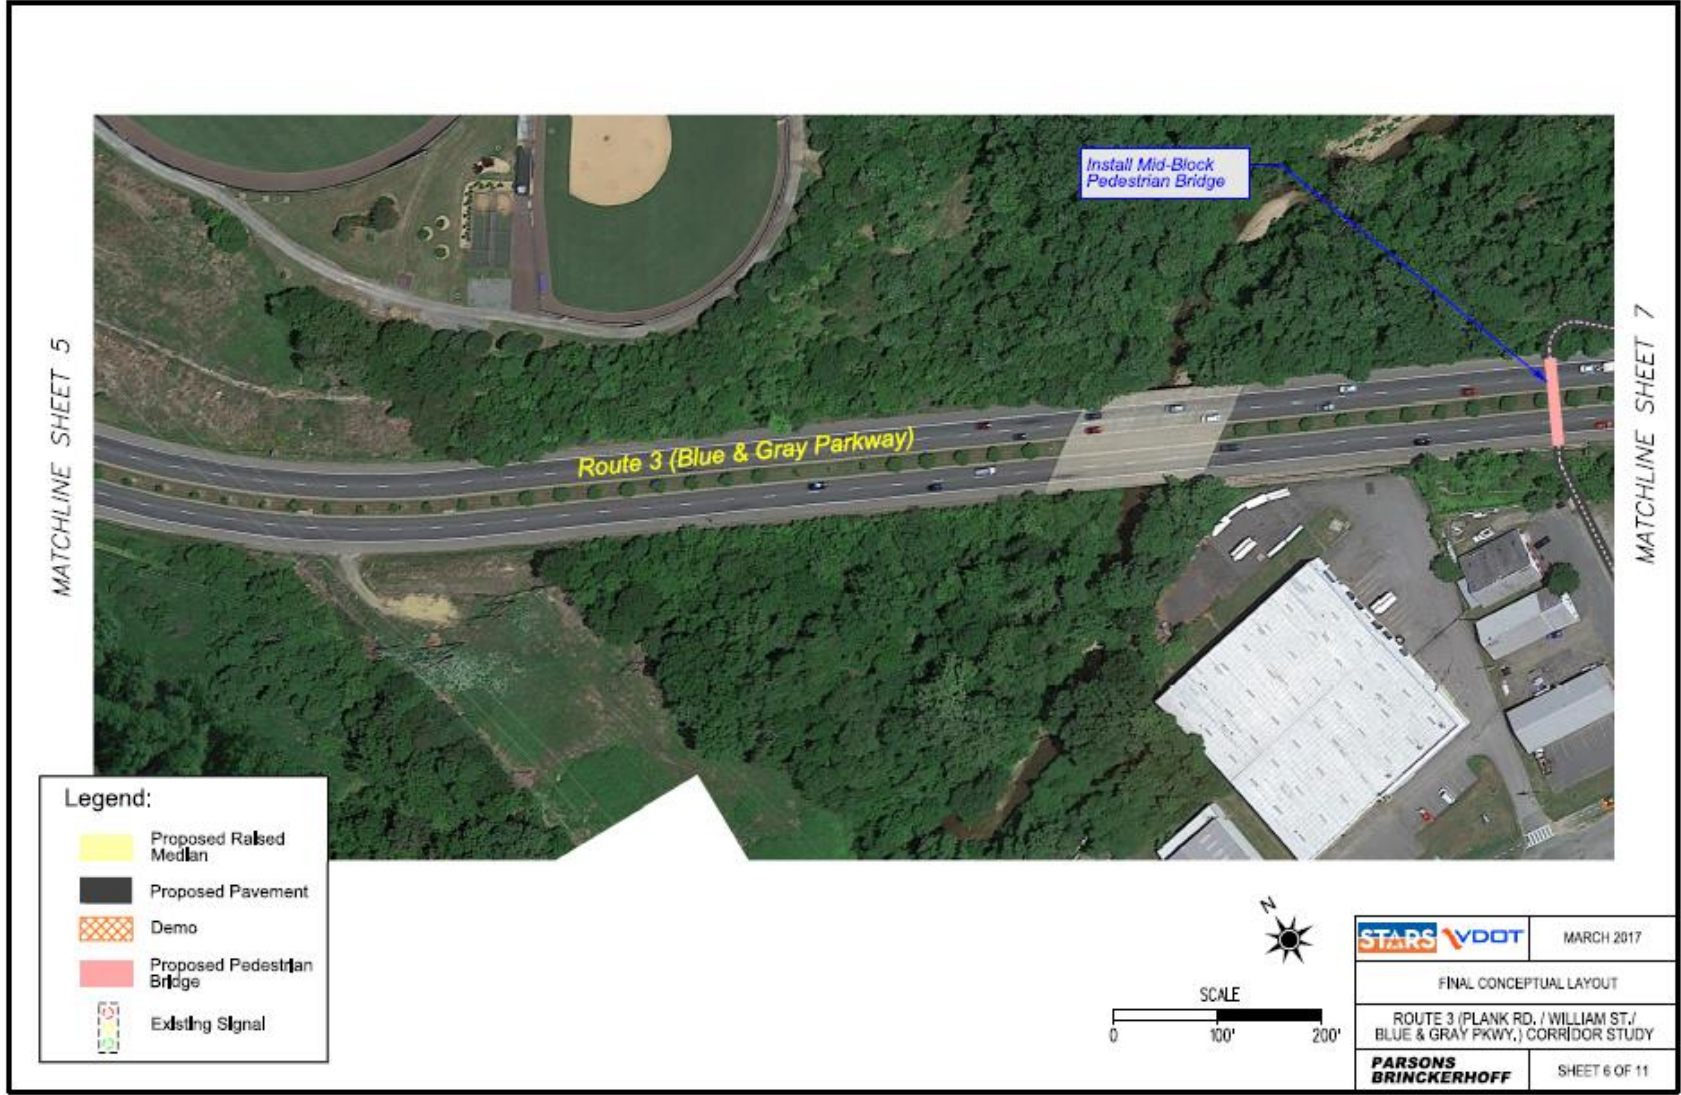 Install Mid-Block
Pedestrian Bridge
MATCHLINE SHEET 5
Route 3 (Blue & Gray Parkway)
MATCHLINE SHEET 7
Legend:
Proposed Raised
Median
Proposed Pavement
Demo
Proposed Pedestrian
Bridge
Existing Signal
N
SCALE
0 100' 200'
STARS VDOT
MARCH 2017
FINAL CONCEPTUAL LAYOUT
ROUTE 3 (PLANK RD. / WILLIAM ST./
BLUE & GRAY PKWY.) CORRIDOR STUDY
PARSONS
BRINCKERHOFF
SHEET 6 OF 11